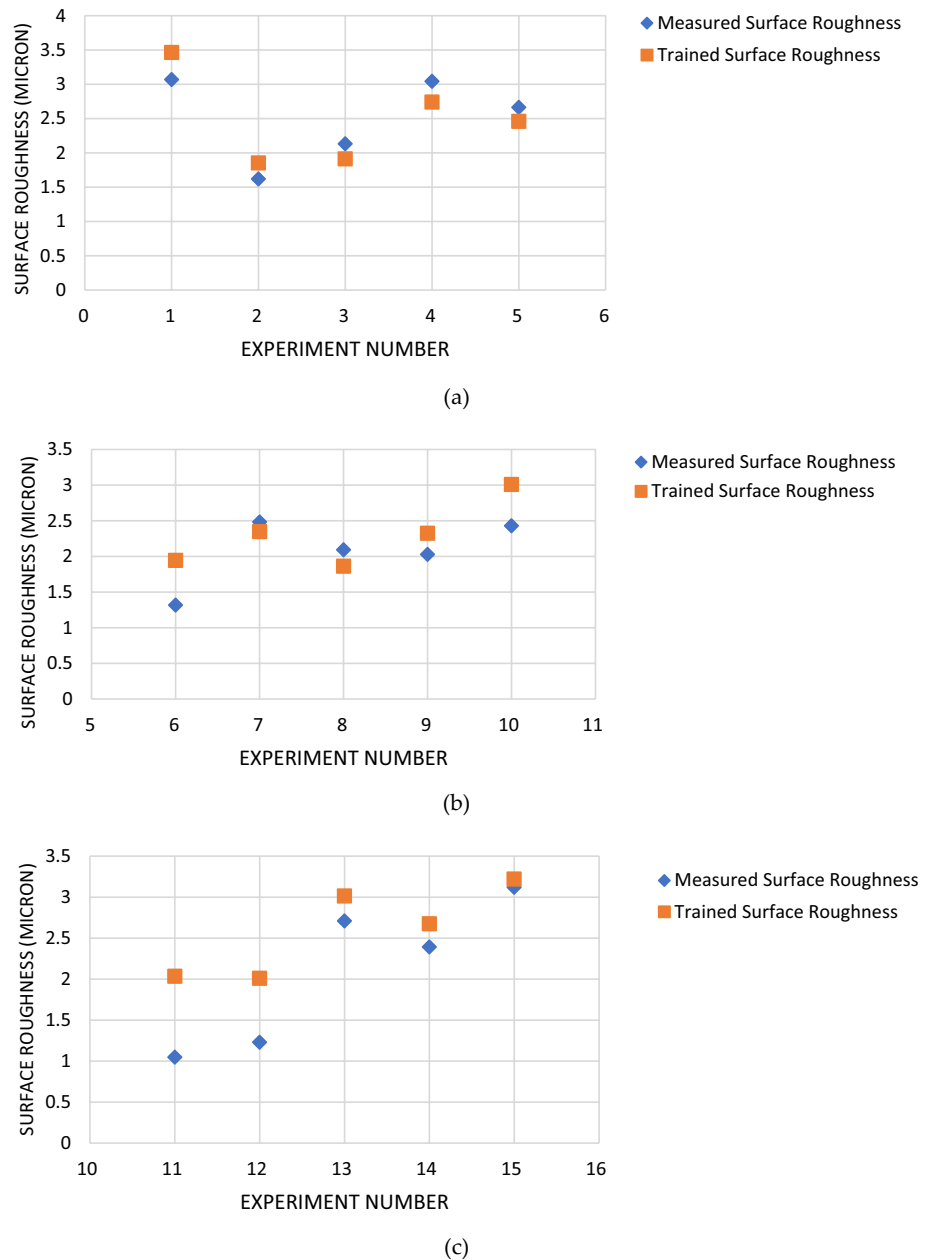 SURFACE ROUGHNESS (MICRON)
4
3.5
3
2.5
2
1.5
1
0.5
0
0 1 2 3 4 5 6
EXPERIMENT NUMBER
Measured Surface Roughness
Trained Surface Roughness
(a)
SURFACE ROUGHNESS (MICRON)
3.5
3
2.5
2
1.5
1
0.5
0
5 6 7 8 9 10 11
EXPERIMENT NUMBER
Measured Surface Roughness
Trained Surface Roughness
(b)
SURFACE ROUGHNESS (MICRON)
3.5
3
2.5
2
1.5
1
0.5
0
10 11 12 13 14 15 16
EXPERIMENT NUMBER
Measured Surface Roughness
Trained Surface Roughness
(c)